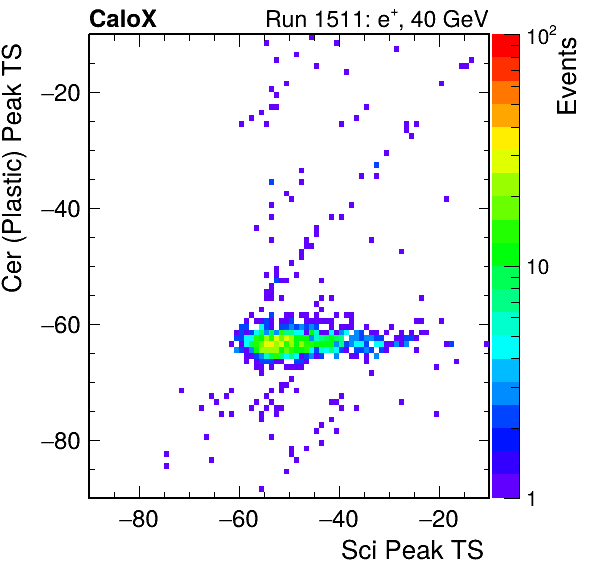 CaloX
Run 1511: e⁺, 40 GeV
Cer (Plastic) Peak TS
−20
−40
−60
−80
−80
−60
−40
−20
Sci Peak TS
10²
10
1
Events